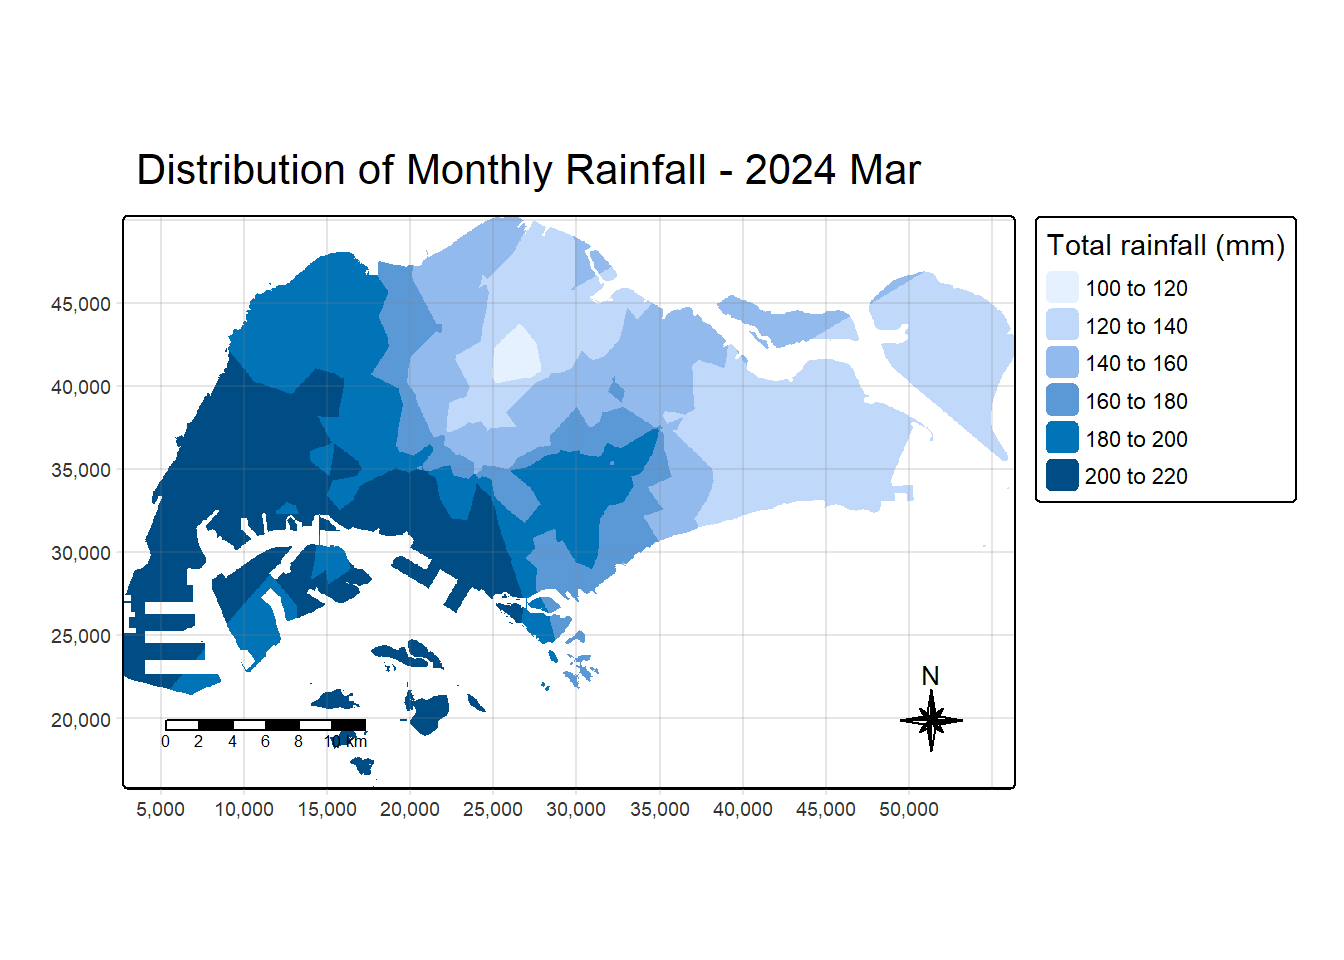 Distribution of Monthly Rainfall - 2024 Mar
Total rainfall (mm)
100 to 120
120 to 140
140 to 160
160 to 180
180 to 200
200 to 220
45,000
40,000
35,000
30,000
25,000
20,000
N
0 2 4 6 8 10 km
5,000 10,000 15,000 20,000 25,000 30,000 35,000 40,000 45,000 50,000